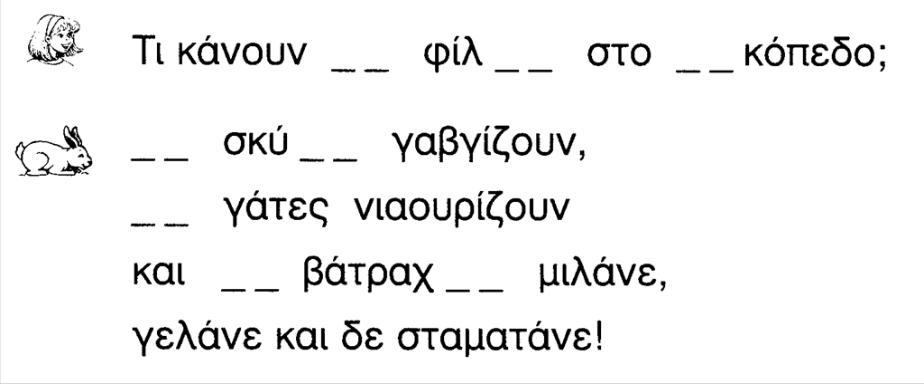 Τι κάνουν _ _ φίλ _ _ στο _ _ κόπεδο;
_ _ σκύ _ _ γαβγίζουν,
_ _ γάτες νιαουρίζουν
και _ _ βάτραχ _ _ μιλάνε,
γελάνε και δε σταματάνε!